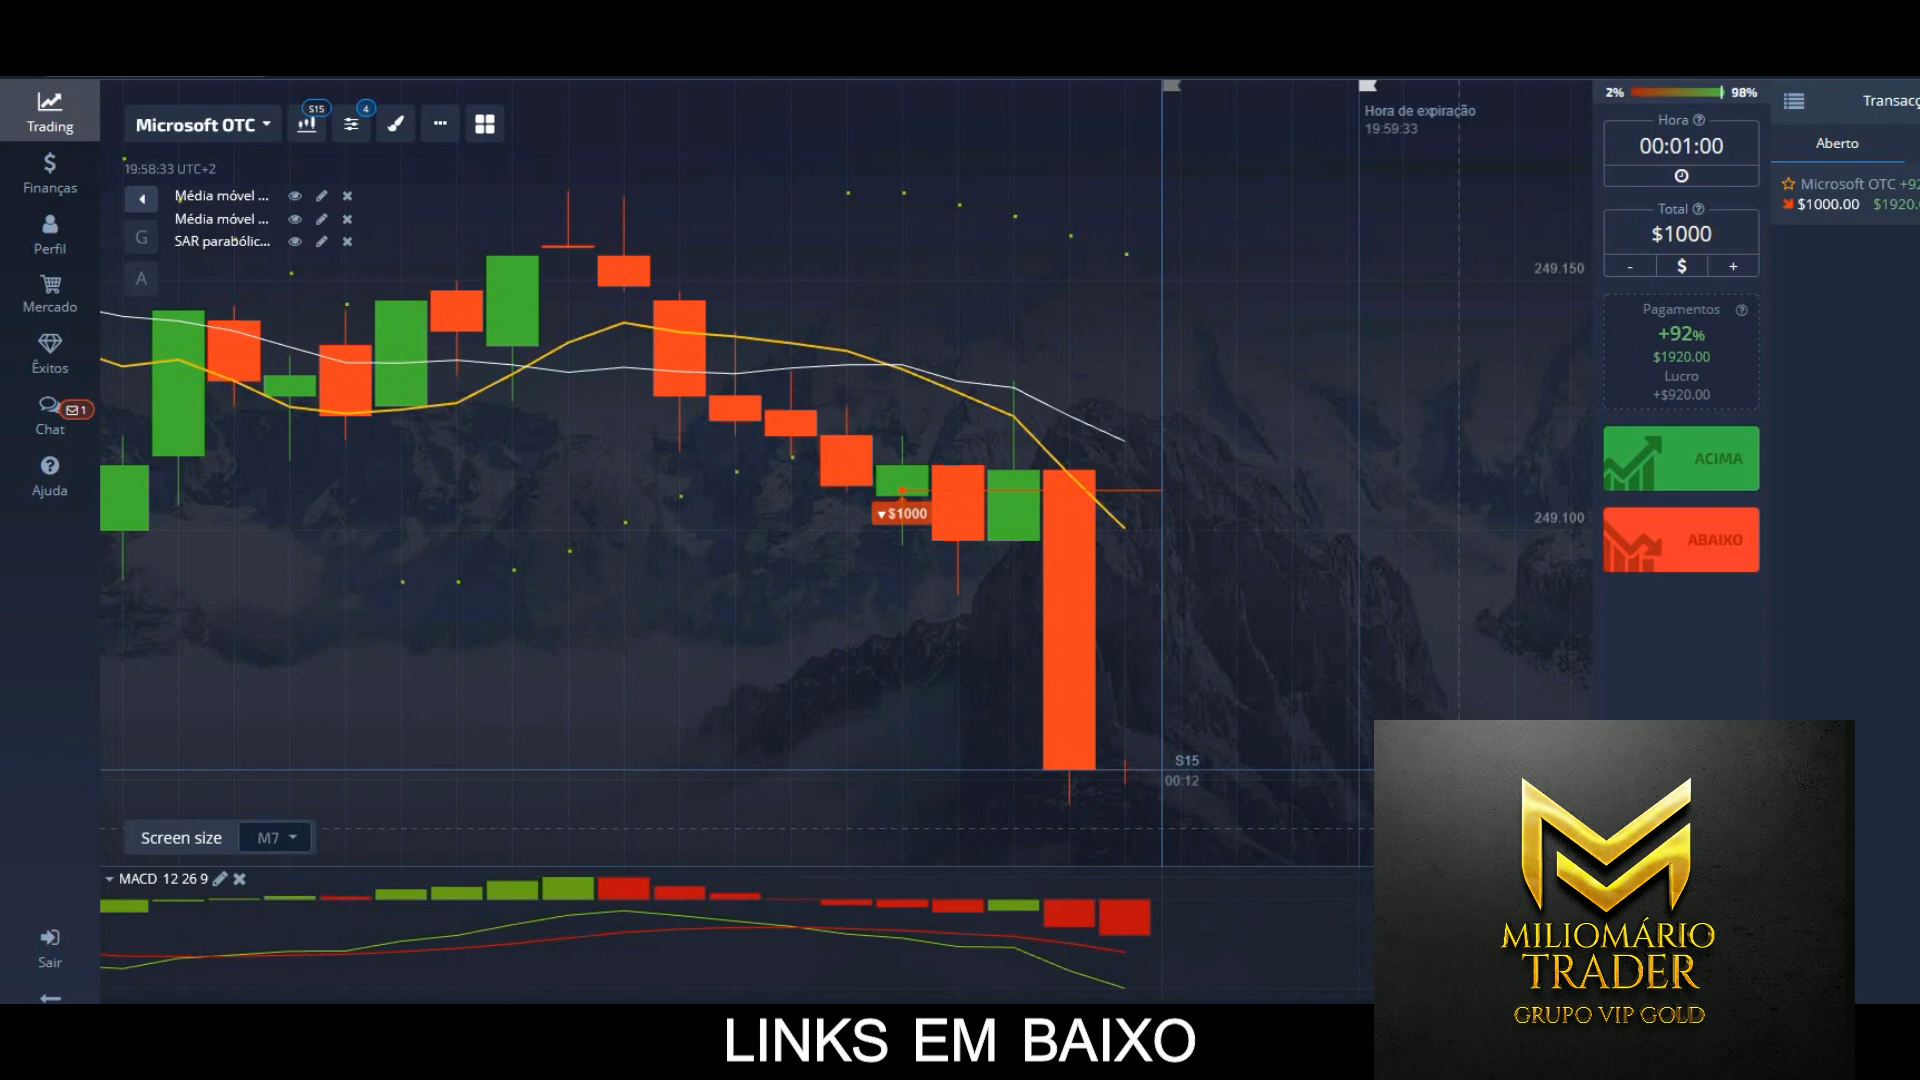 Trading
Finanças
Perfil
Mercado
Êxitos
Chat
1
Ajuda
Sair
Microsoft OTC
S15
4
19:58:33 UTC+2
Média móvel ...
Média móvel ...
SAR parabólic...
G
A
Hora de expiração
19:59:33
249.150
249.100
$1000
S15
00:12
Screen size
M7
MACD 12 26 9
2%
98%
Hora
00:01:00
Total
$1000
- $ +
Pagamentos
+92%
$1920.00
Lucro
+$920.00
ACIMA
ABAIXO
Transacç
Aberto
Microsoft OTC +92
$1000.00 $1920.
MILIOMÁRIO
TRADER
GRUPO VIP GOLD
LINKS EM BAIXO